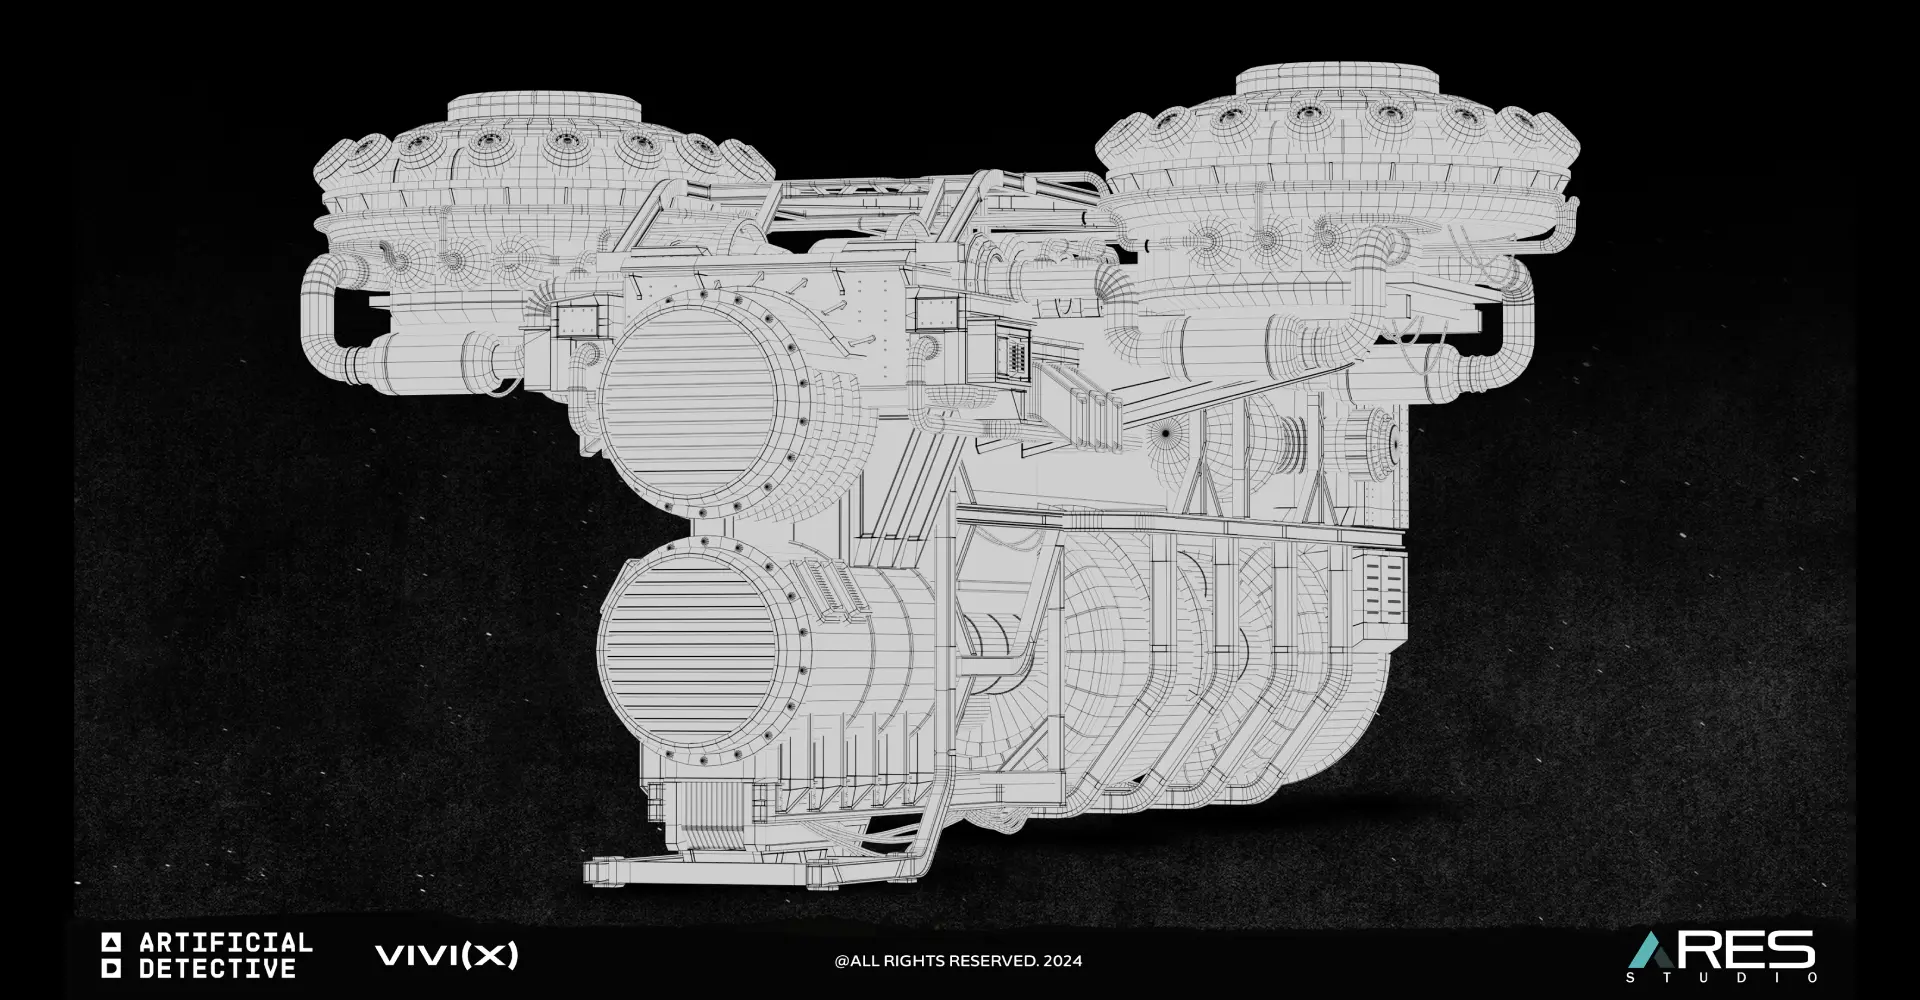 ARTIFICIAL
DETECTIVE
VIVI(X)
@ALL RIGHTS RESERVED. 2024
ARES
STUDIO